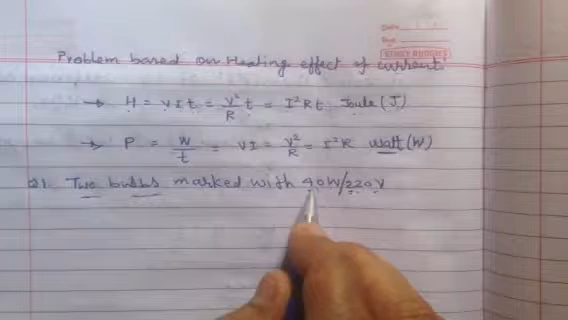 Date
Problem based on Heating effect of current.
→ H = VIt = V²/R t = I²Rt Joule (J)
→ P = W/t = VI = V²/R = I²R Watt (W)
Q1. Two bulbs marked with 40W/220V